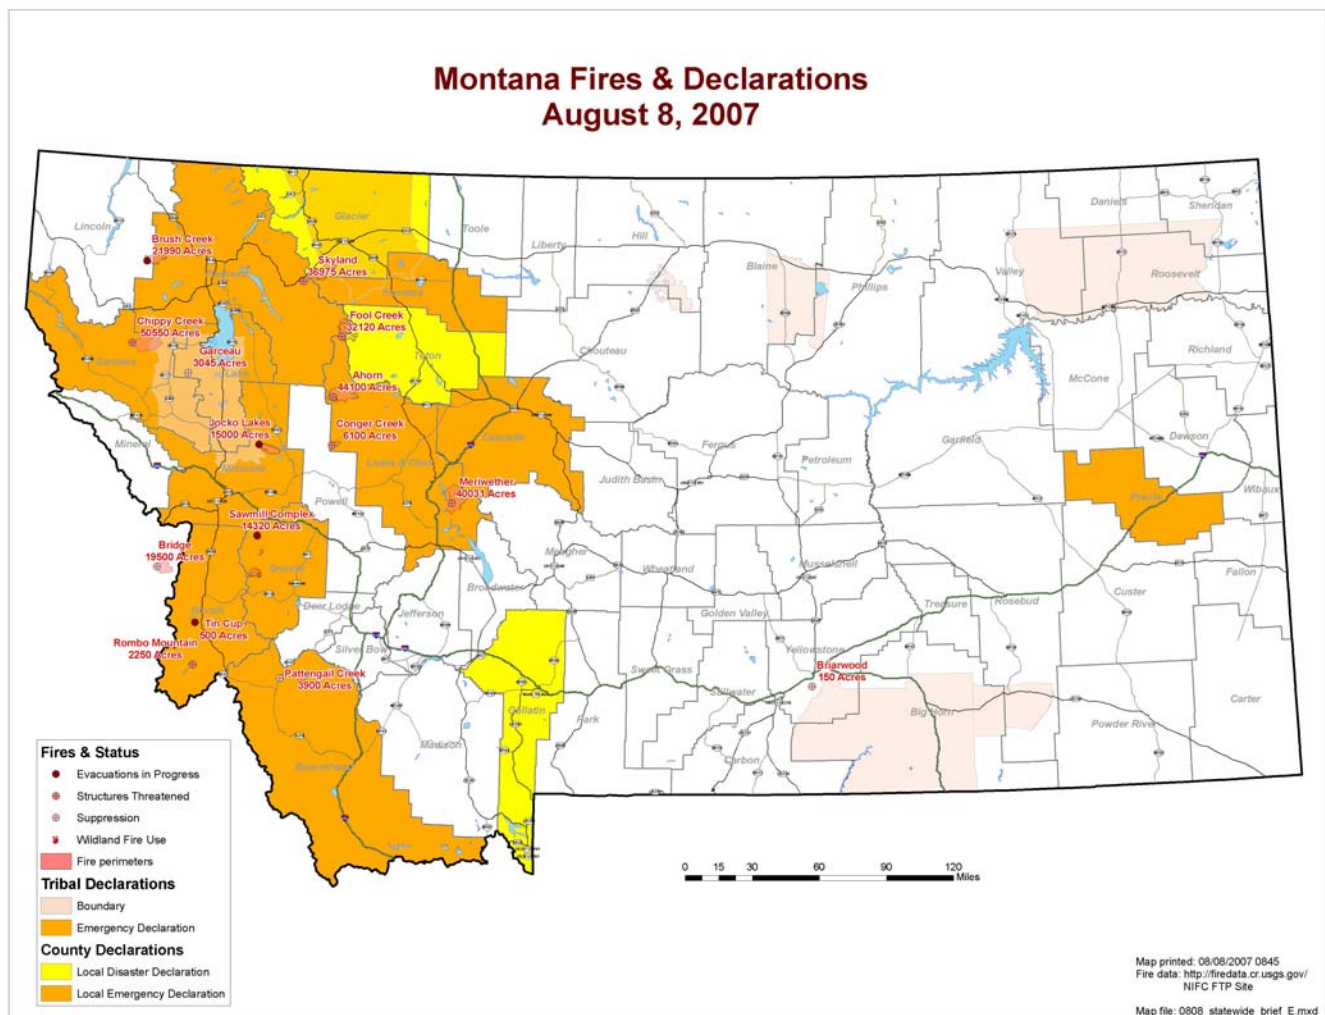 Montana Fires & Declarations
August 8, 2007
Lincoln
Glacier
Toole
Liberty
Hill
Blaine
Phillips
Valley
Daniels
Sheridan
Roosevelt
Brush Creek
21990 Acres
Skyland
36975 Acres
Chippy Creek
50550 Acres
Garceau
3045 Acres
Lake
Fool Creek
32120 Acres
Teton
Chouteau
Richland
McCone
Ahorn
44100 Acres
Jocko Lakes
15000 Acres
Conger Creek
6100 Acres
Cascade
Fergus
Petroleum
Garfield
Dawson
Mineral
Missoula
Powell
Lewis & Clark
Judith Basin
Prairie
Wibaux
Meriwether
40031 Acres
Sawmill Complex
14320 Acres
Bridge
19500 Acres
Granite
Meagher
Wheatland
Musselshell
Fallon
Custer
Broadwater
Deer Lodge
Jefferson
Golden Valley
Treasure
Rosebud
Ravalli
Tin Cup
500 Acres
Rombo Mountain
2250 Acres
Silver Bow
Pattengail Creek
3900 Acres
Sweet Grass
Yellowstone
Briarwood
150 Acres
Stillwater
Gallatin
Park
Big Horn
Powder River
Carter
Madison
Carbon
Beaverhead
Fires & Status
Evacuations in Progress
Structures Threatened
Suppression
Wildland Fire Use
Fire perimeters
Tribal Declarations
Boundary
Emergency Declaration
County Declarations
Local Disaster Declaration
Local Emergency Declaration
0 15 30 60 90 120
Miles
Map printed: 08/08/2007 0845
Fire data: http://firedata.cr.usgs.gov/
NIFC FTP Site
Map file: 0808_statewide_brief_E.mxd